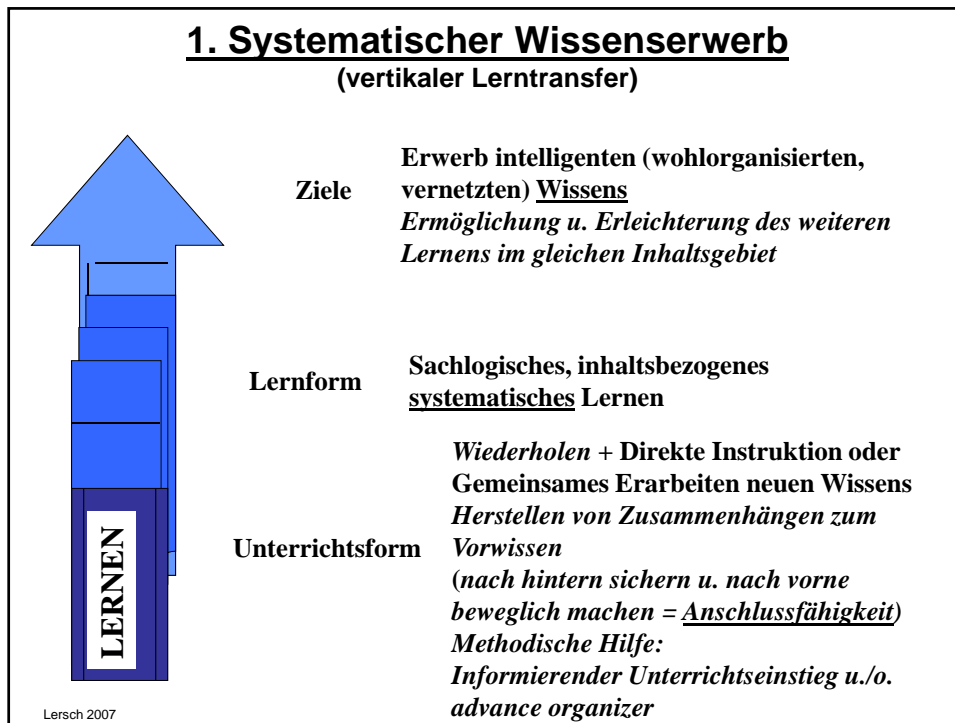 1. Systematischer Wissenserwerb
(vertikaler Lerntransfer)
Ziele
Erwerb intelligenten (wohlorganisierten,
vernetzten) Wissens
Ermöglichung u. Erleichterung des weiteren
Lernens im gleichen Inhaltsgebiet
Lernform
Sachlogisches, inhaltsbezogenes
systematisches Lernen
Unterrichtsform
Wiederholen + Direkte Instruktion oder
Gemeinsames Erarbeiten neuen Wissens
Herstellen von Zusammenhängen zum
Vorwissen
(nach hintern sichern u. nach vorne
beweglich machen = Anschlussfähigkeit)
Methodische Hilfe:
Informierender Unterrichtseinstieg u./o.
advance organizer
LERNEN
Lersch 2007